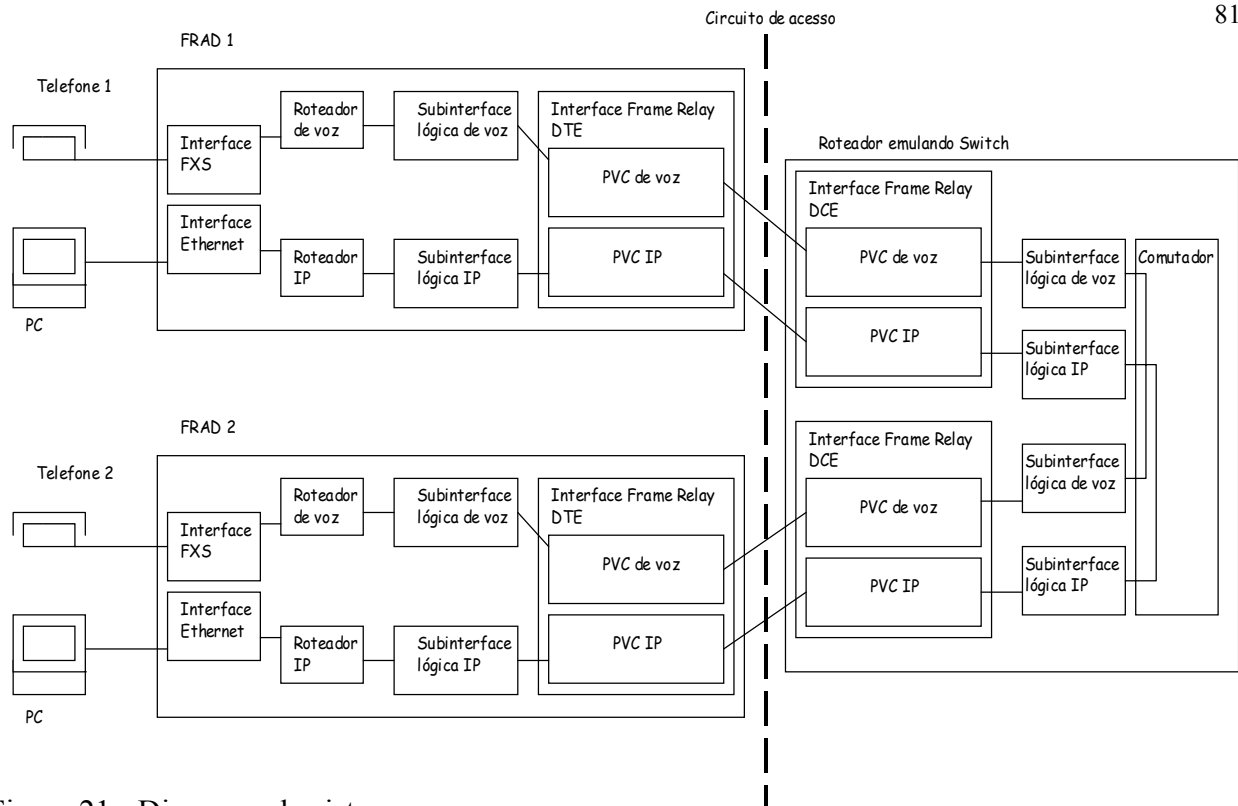 Circuito de acesso
81
FRAD 1
Telefone 1
Interface
FXS
Roteador
de voz
Subinterface
lógica de voz
Interface Frame Relay
DTE
PVC de voz
Interface
Ethernet
Roteador
IP
Subinterface
lógica IP
PVC IP
PC
Roteador emulando Switch
Interface Frame Relay
DCE
PVC de voz
Subinterface
lógica de voz
Comutador
PVC IP
Subinterface
lógica IP
FRAD 2
Telefone 2
Interface
FXS
Roteador
de voz
Subinterface
lógica de voz
Interface Frame Relay
DTE
PVC de voz
Interface
Ethernet
Roteador
IP
Subinterface
lógica IP
PVC IP
PC
Interface Frame Relay
DCE
PVC de voz
Subinterface
lógica de voz
PVC IP
Subinterface
lógica IP